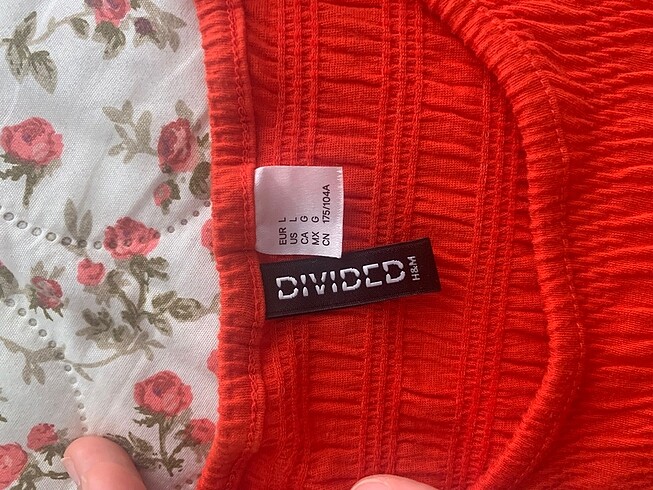 EUR L
US L
CA G
MX G
CN 175/104A
DIVIDED
H&M